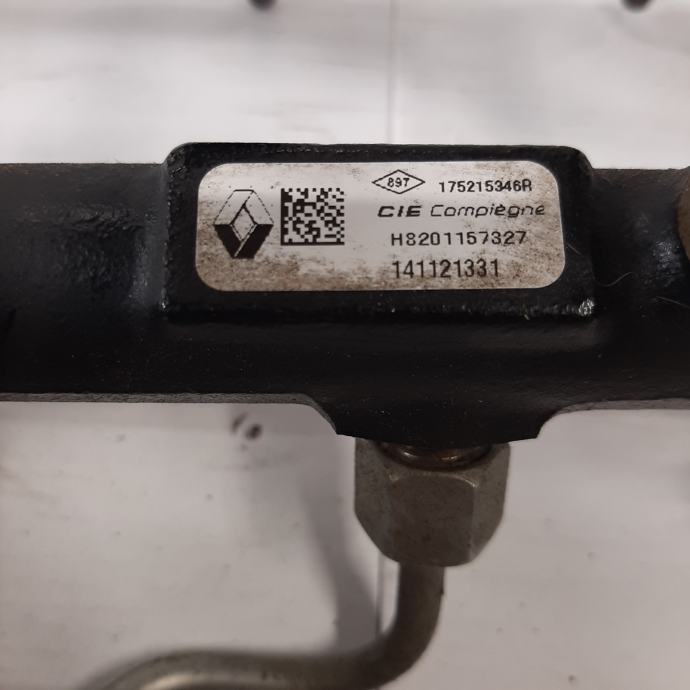 897 175215346R
CIE Compiègne
H8201157327
141121331